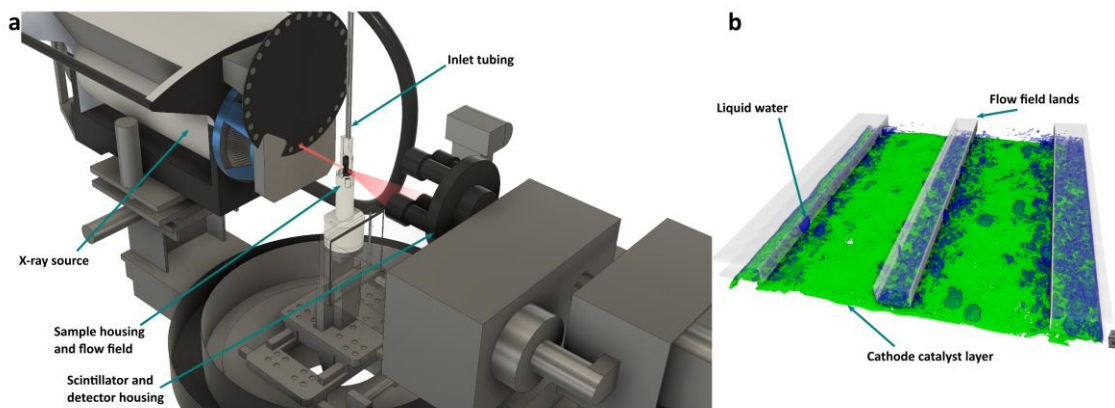 a
Inlet tubing
X-ray source
Sample housing
and flow field
Scintillator and
detector housing
b
Flow field lands
Liquid water
Cathode catalyst layer